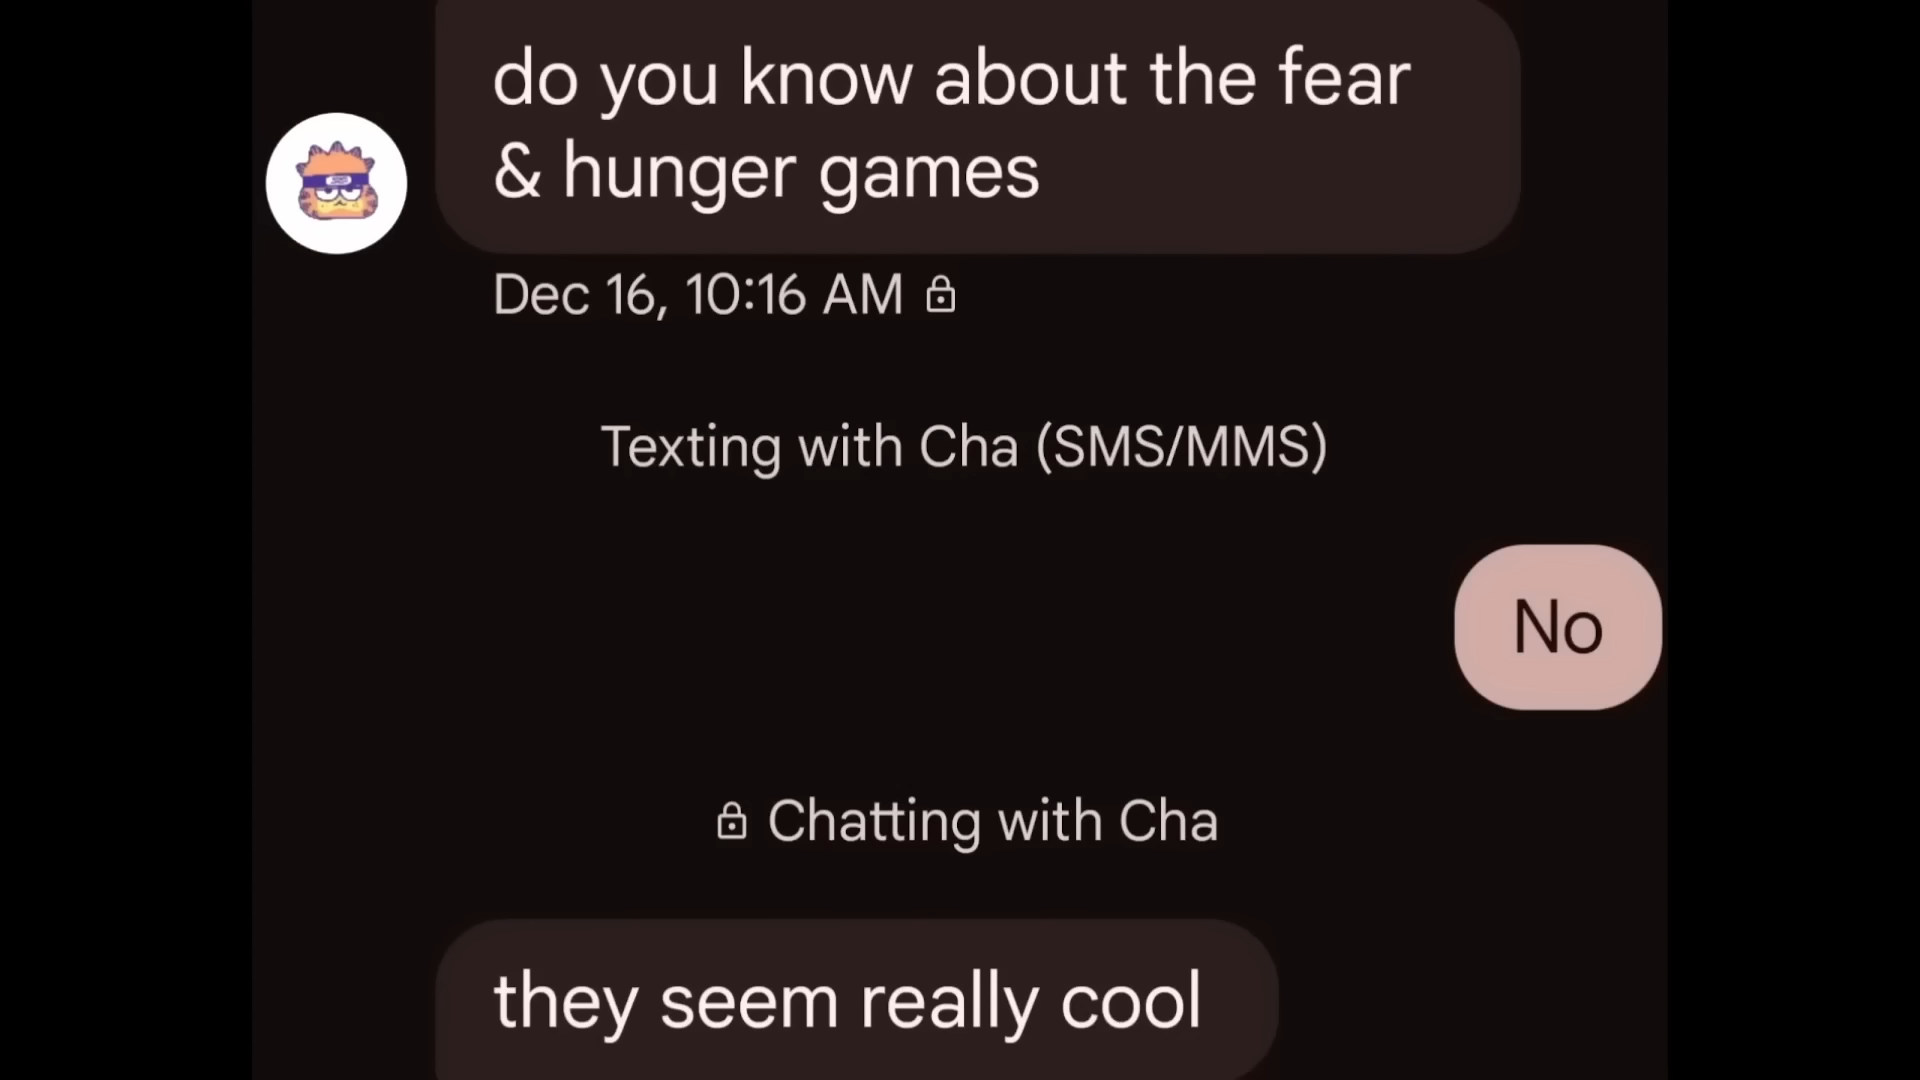 do you know about the fear
& hunger games
Dec 16, 10:16 AM
Texting with Cha (SMS/MMS)
No
Chatting with Cha
they seem really cool